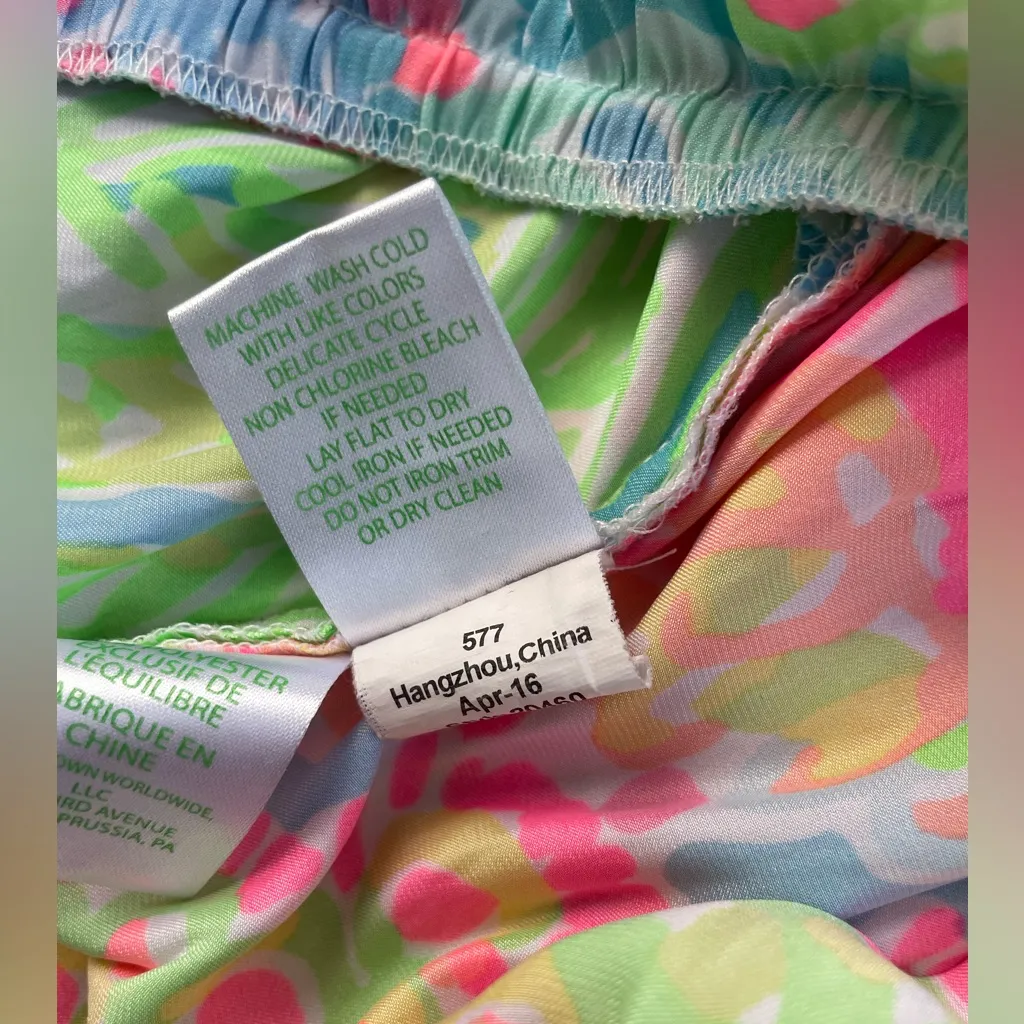 MACHINE WASH COLD
WITH LIKE COLORS
DELICATE CYCLE
NON CHLORINE BLEACH
IF NEEDED
LAY FLAT TO DRY
COOL IRON IF NEEDED
DO NOT IRON TRIM
OR DRY CLEAN
577
Hangzhou,China
Apr-16
EXCLUSIF DE
L'EQUILIBRE
EN
CHINE
WORLDWIDE,
LLC
AVENUE
PRUSSIA, PA